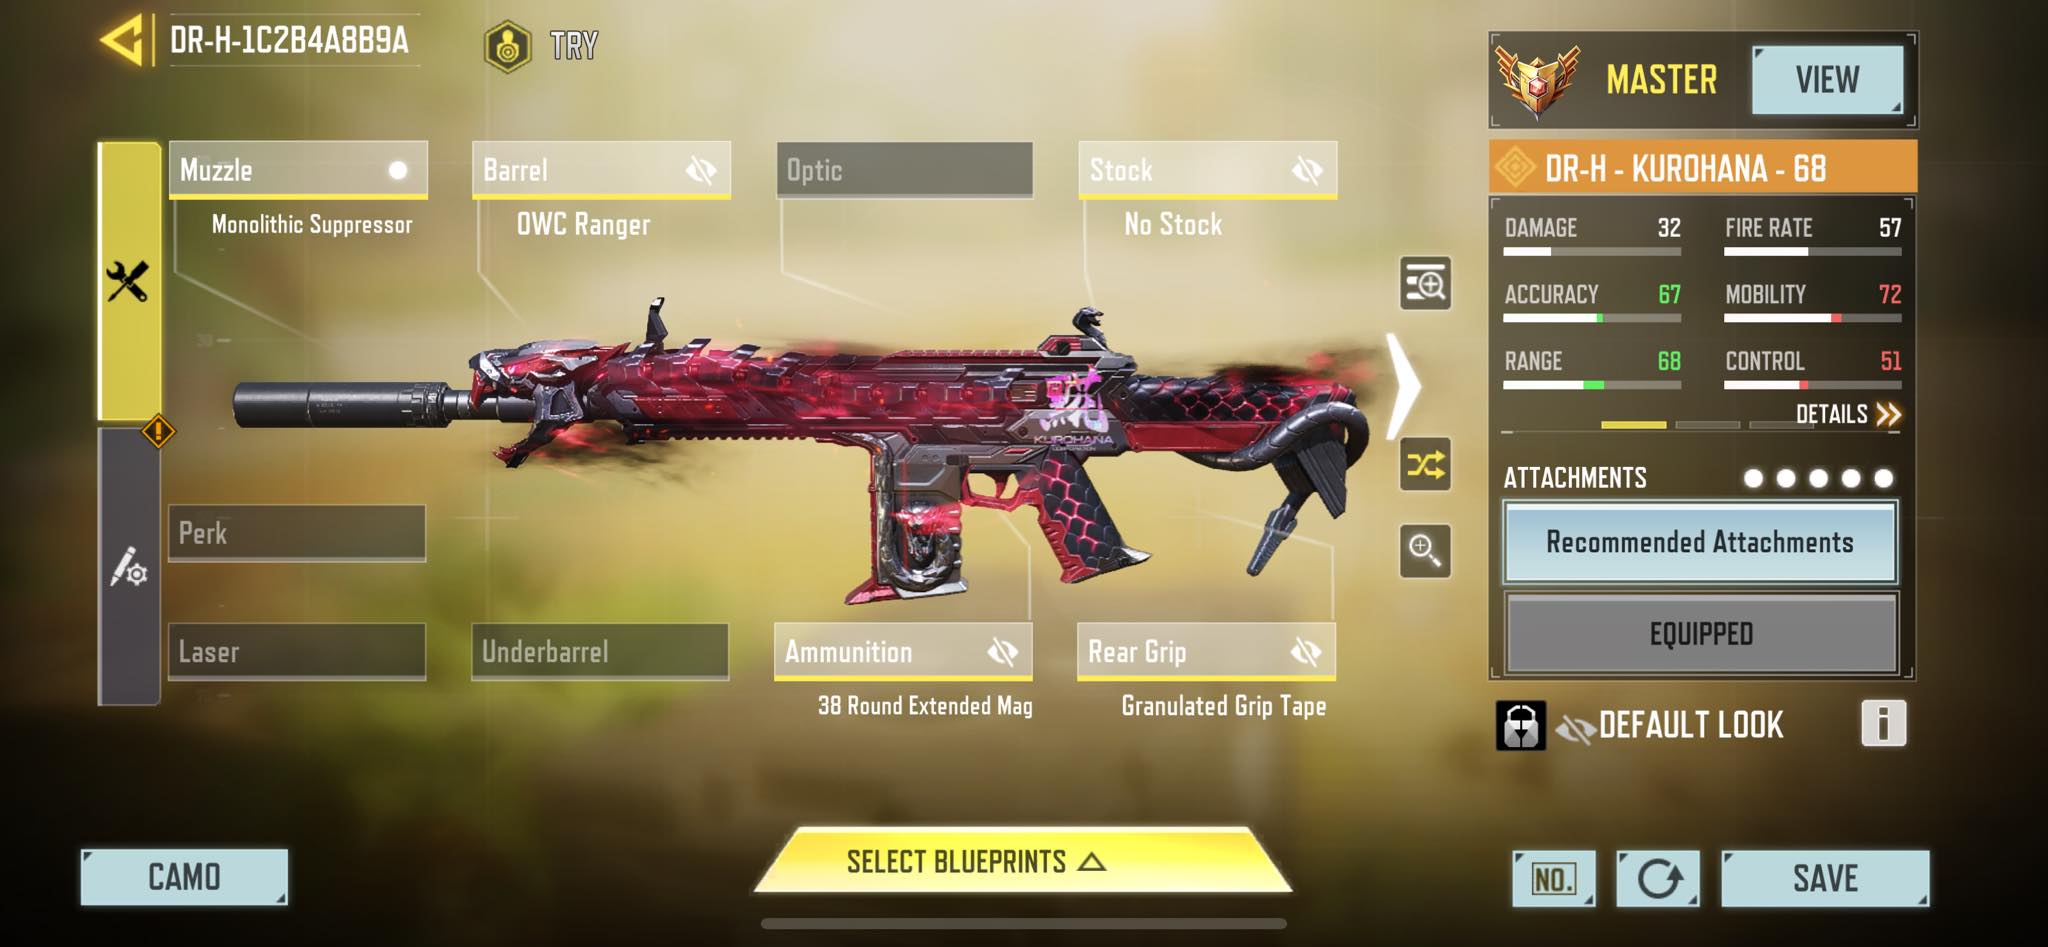 DR-H-1C2B4A8B9A
TRY
MASTER
VIEW
Muzzle
Monolithic Suppressor
Barrel
OWC Ranger
Optic
Stock
No Stock
DR-H - KUROHANA - 68
DAMAGE 32
FIRE RATE 57
ACCURACY 67
MOBILITY 72
RANGE 68
CONTROL 51
DETAILS
ATTACHMENTS
Recommended Attachments
EQUIPPED
KUROHANA
CORPORATION
Perk
Laser
Underbarrel
Ammunition
38 Round Extended Mag
Rear Grip
Granulated Grip Tape
DEFAULT LOOK
i
CAMO
SELECT BLUEPRINTS
NO.
SAVE